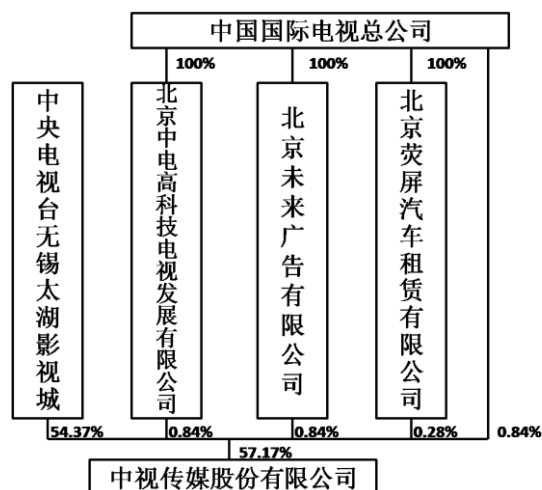 中国国际电视总公司
100%
100%
100%
中央电视台无锡太湖影视城
北京中电高科技电视发展有限公司
北京未来广告有限公司
北京荧屏汽车租赁有限公司
54.37%
0.84%
0.84%
0.28%
0.84%
57.17%
中视传媒股份有限公司